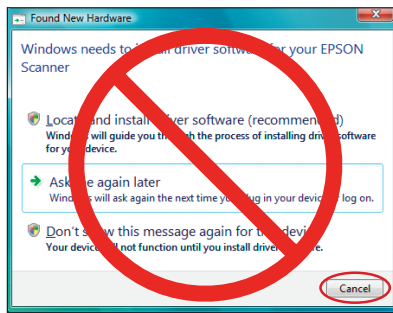 Found New Hardware
Windows needs to install driver software for your EPSON
Scanner
Locate and install driver software (recommended)
Windows will guide you through the process of installing driver software
for your device.
Ask me again later
Windows will ask again the next time you plug in your device or log on.
Don't show this message again for this device
Your device will not function until you install driver software.
Cancel